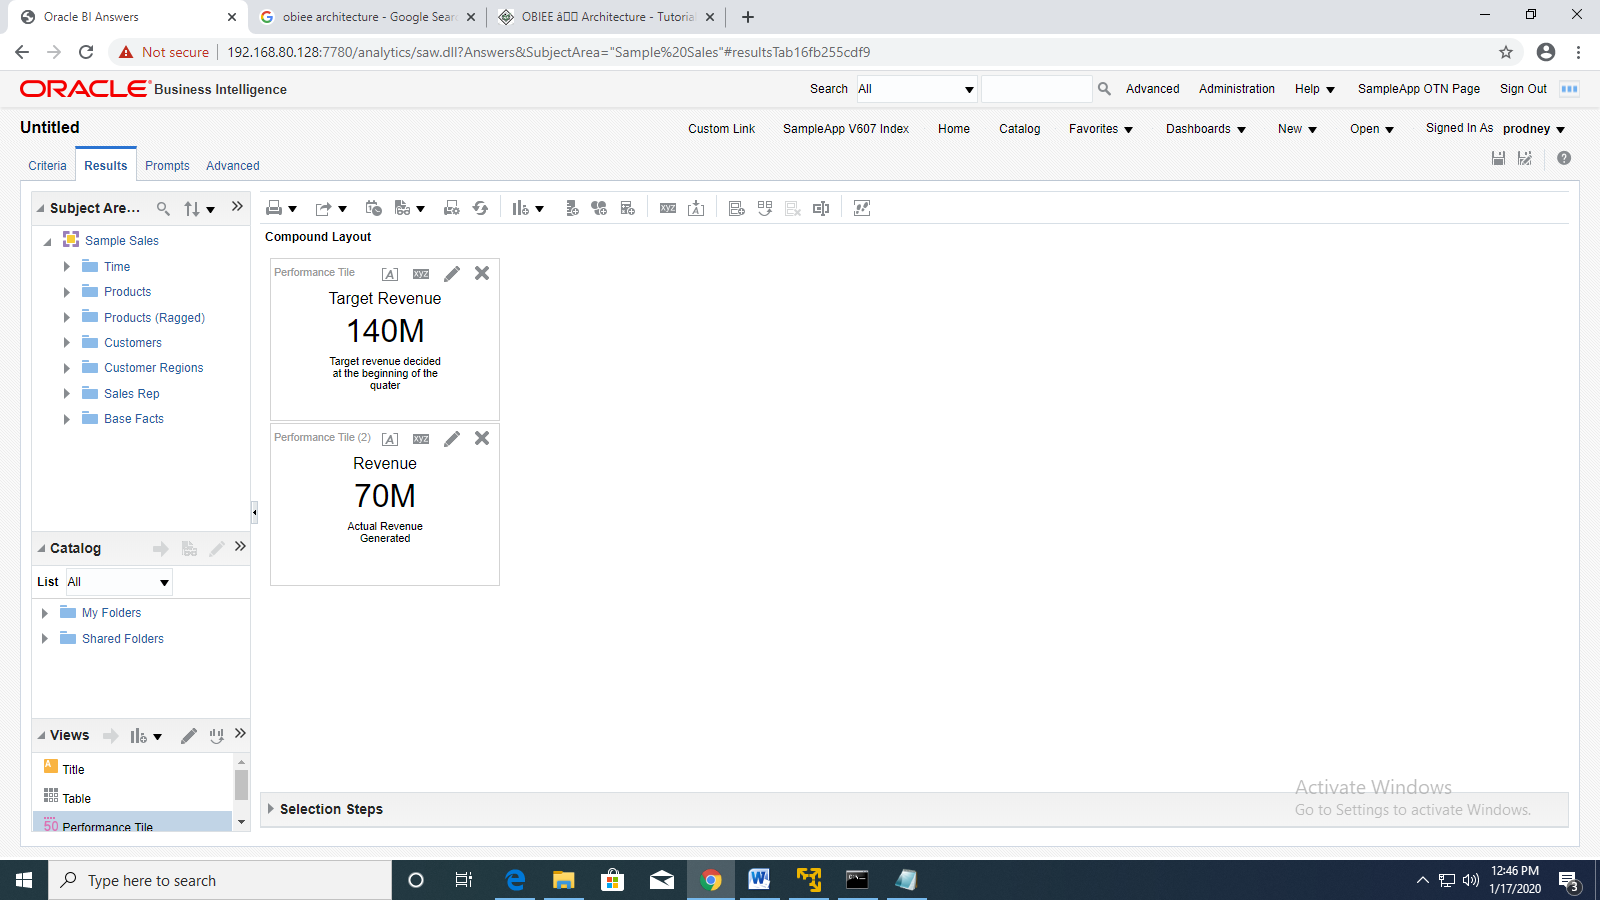 Oracle BI Answers
obiee architecture - Google Sear
OBIEE â Architecture - Tutorial
Not secure
192.168.80.128:7780/analytics/saw.dll?Answers&SubjectArea="Sample%20Sales"#resultsTab16fb255cdf9
ORACLE Business Intelligence
Search All
Advanced Administration Help SampleApp OTN Page Sign Out
Untitled
Custom Link SampleApp V607 Index Home Catalog Favorites Dashboards New Open Signed In As prodney
Criteria Results Prompts Advanced
Subject Are...
Sample Sales
Time
Products
Products (Ragged)
Customers
Customer Regions
Sales Rep
Base Facts
Catalog
List All
My Folders
Shared Folders
Views
Title
Table
50 Performance Tile
Compound Layout
Performance Tile [A] xyz
Target Revenue
140M
Target revenue decided
at the beginning of the
quater
Performance Tile (2) [A] xyz
Revenue
70M
Actual Revenue
Generated
Selection Steps
Activate Windows
Go to Settings to activate Windows.
Type here to search
12:46 PM
1/17/2020
3